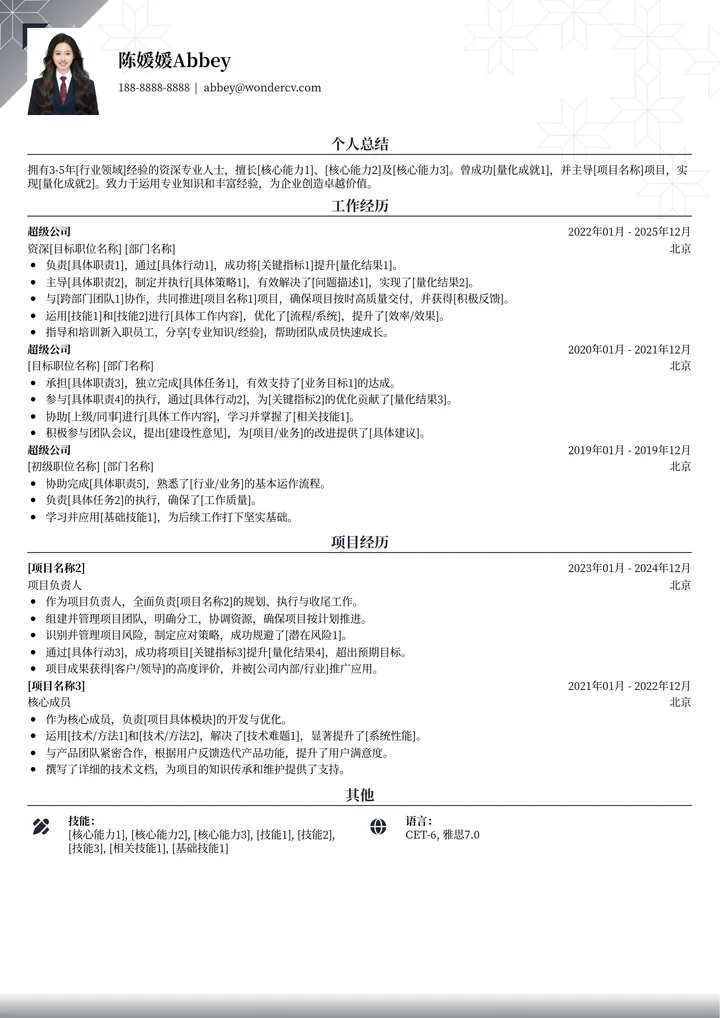 陈媛媛Abbey
188-8888-8888 | abbey@wondercv.com
个人总结
拥有3-5年[行业领域]经验的资深专业人士，擅长[核心能力1]、[核心能力2]及[核心能力3]。曾成功[量化成就1]，并主导[项目名称]项目，实
现[量化成就2]。致力于运用专业知识和丰富经验，为企业创造卓越价值。
工作经历
超级公司 2022年01月 - 2025年12月
资深[目标职位名称] [部门名称] 北京
• 负责[具体职责1]，通过[具体行动1]，成功将[关键指标1]提升[量化结果1]。
• 主导[具体职责2]，制定并执行[具体策略1]，有效解决了[问题描述1]，实现了[量化结果2]。
• 与[跨部门团队1]协作，共同推进[项目名称1]项目，确保项目按时高质量交付，并获得[积极反馈]。
• 运用[技能1]和[技能2]进行[具体工作内容]，优化了[流程/系统]，提升了[效率/效果]。
• 指导和培训新入职员工，分享[专业知识/经验]，帮助团队成员快速成长。
超级公司 2020年01月 - 2021年12月
[目标职位名称] [部门名称] 北京
• 承担[具体职责3]，独立完成[具体任务1]，有效支持了[业务目标1]的达成。
• 参与[具体职责4]的执行，通过[具体行动2]，为[关键指标2]的优化贡献了[量化结果3]。
• 协助[上级/同事]进行[具体工作内容]，学习并掌握了[相关技能1]。
• 积极参与团队会议，提出[建设性意见]，为[项目/业务]的改进提供了[具体建议]。
超级公司 2019年01月 - 2019年12月
[初级职位名称] [部门名称] 北京
• 协助完成[具体职责5]，熟悉了[行业/业务]的基本运作流程。
• 负责[具体任务2]的执行，确保了[工作质量]。
• 学习并应用[基础技能1]，为后续工作打下坚实基础。
项目经历
[项目名称2] 2023年01月 - 2024年12月
项目负责人 北京
• 作为项目负责人，全面负责[项目名称2]的规划、执行与收尾工作。
• 组建并管理项目团队，明确分工，协调资源，确保项目按计划推进。
• 识别并管理项目风险，制定应对策略，成功规避了[潜在风险1]。
• 通过[具体行动3]，成功将项目[关键指标3]提升[量化结果4]，超出预期目标。
• 项目成果获得[客户/领导]的高度评价，并被[公司内部/行业]推广应用。
[项目名称3] 2021年01月 - 2022年12月
核心成员 北京
• 作为核心成员，负责[项目具体模块]的开发与优化。
• 运用[技术/方法1]和[技术/方法2]，解决了[技术难题1]，显著提升了[系统性能]。
• 与产品团队紧密合作，根据用户反馈迭代产品功能，提升了用户满意度。
• 撰写了详细的技术文档，为项目的知识传承和维护提供了支持。
其他
技能：
[核心能力1], [核心能力2], [核心能力3], [技能1], [技能2],
[技能3], [相关技能1], [基础技能1]
语言：
CET-6, 雅思7.0